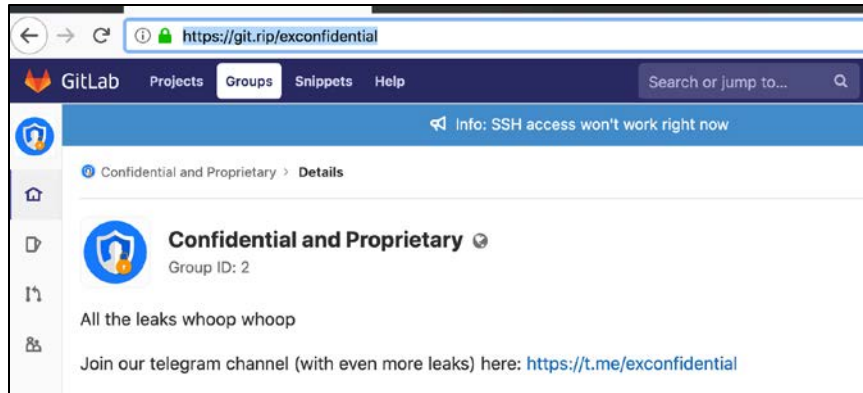 https://git.rip/exconfidential
GitLab Projects Groups Snippets Help Search or jump to...
Info: SSH access won't work right now
Confidential and Proprietary > Details
Confidential and Proprietary
Group ID: 2
All the leaks whoop whoop
Join our telegram channel (with even more leaks) here: https://t.me/exconfidential